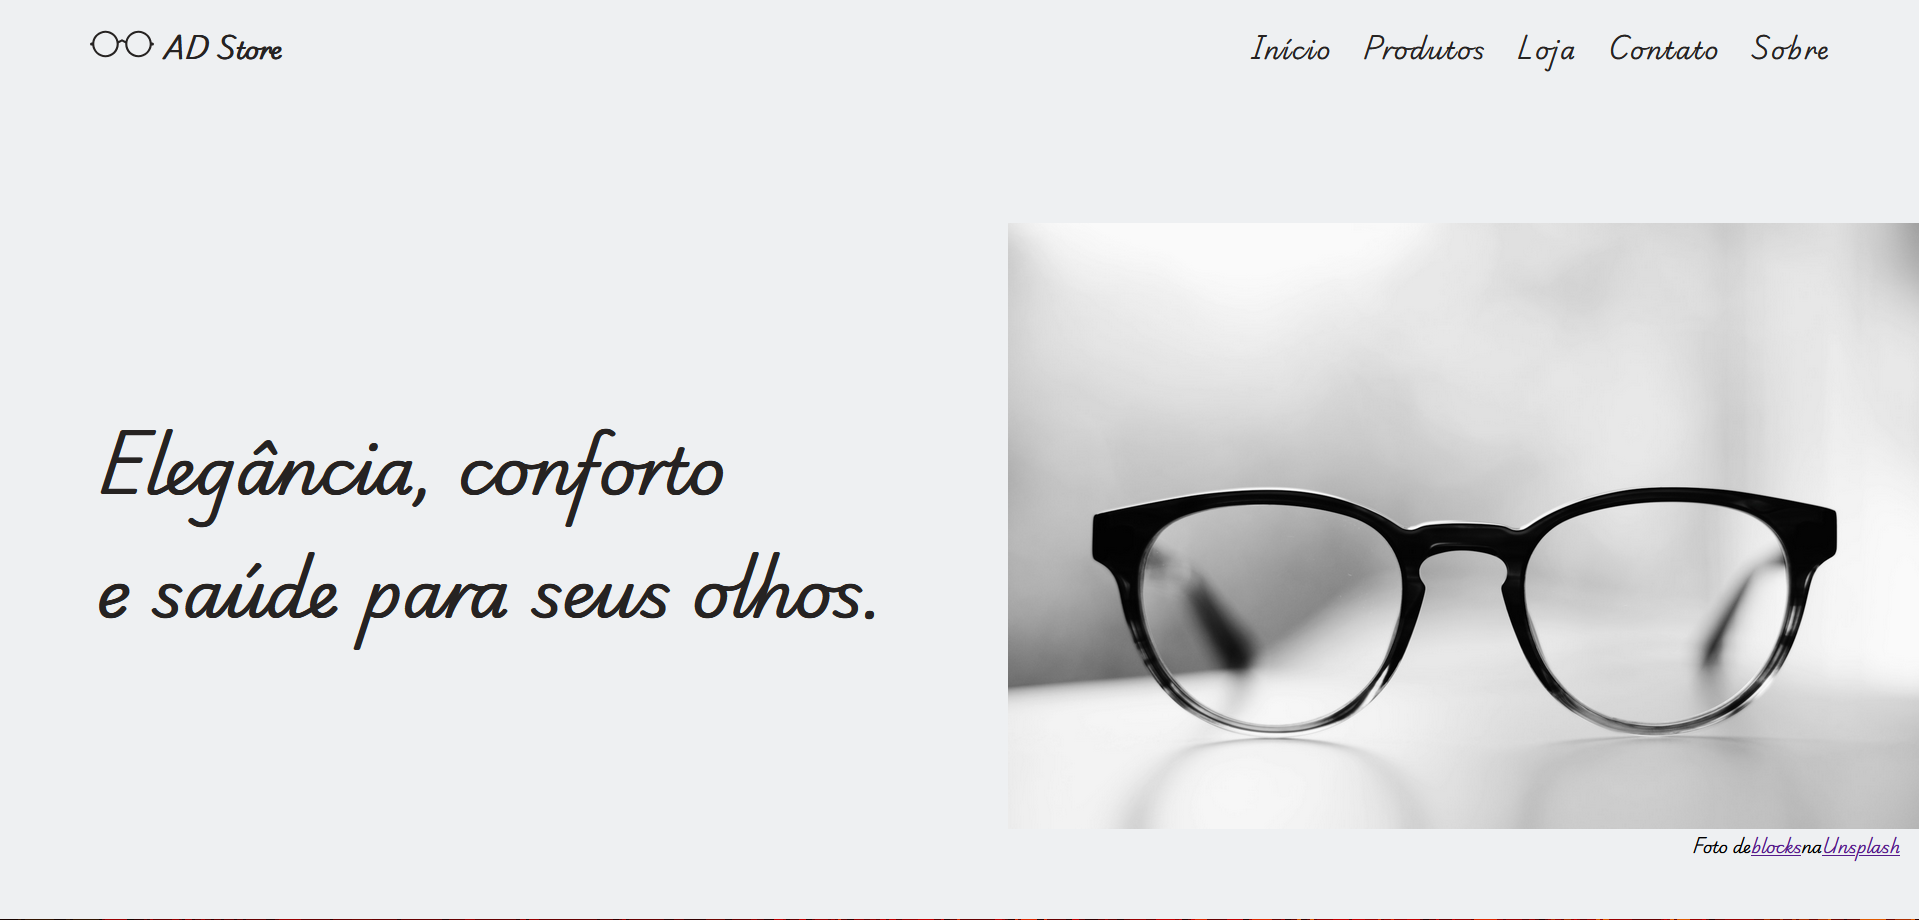 AD Store
Início Produtos Loja Contato Sobre
Elegância, conforto
e saúde para seus olhos.
Foto deblocksnaUnsplash